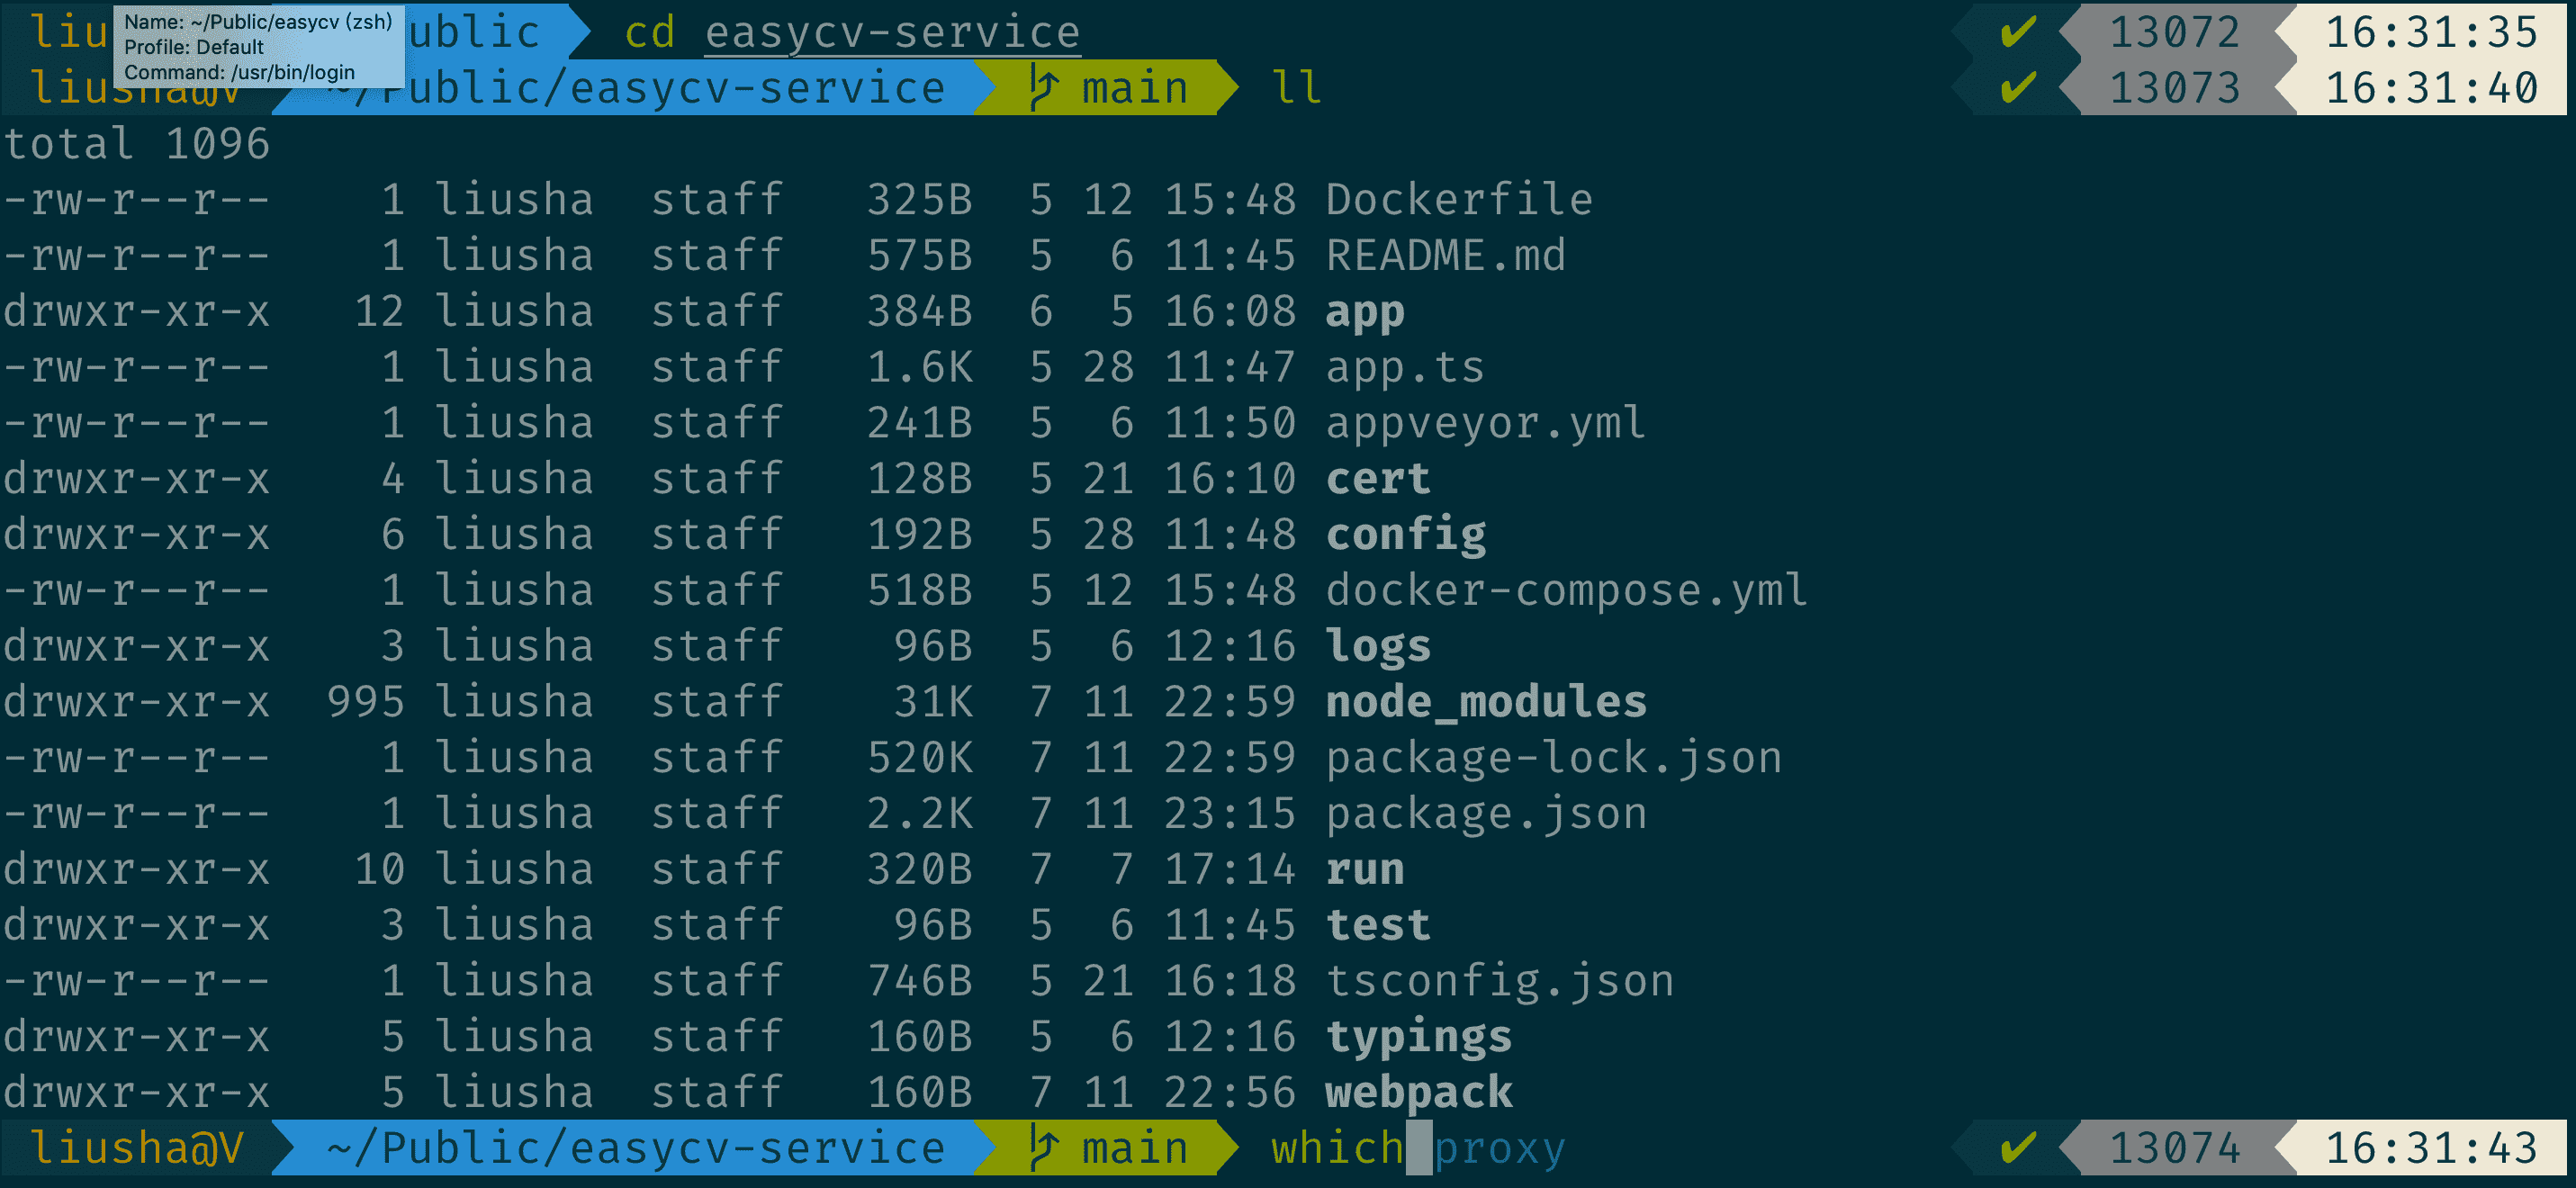 liu ublic cd easycv-service ✔ 13072 16:31:35
Name: ~/Public/easycv (zsh)
Profile: Default
Command: /usr/bin/login
liusha@V ~/Public/easycv-service main ll ✔ 13073 16:31:40
total 1096
-rw-r--r-- 1 liusha staff 325B 5 12 15:48 Dockerfile
-rw-r--r-- 1 liusha staff 575B 5 6 11:45 README.md
drwxr-xr-x 12 liusha staff 384B 6 5 16:08 app
-rw-r--r-- 1 liusha staff 1.6K 5 28 11:47 app.ts
-rw-r--r-- 1 liusha staff 241B 5 6 11:50 appveyor.yml
drwxr-xr-x 4 liusha staff 128B 5 21 16:10 cert
drwxr-xr-x 6 liusha staff 192B 5 28 11:48 config
-rw-r--r-- 1 liusha staff 518B 5 12 15:48 docker-compose.yml
drwxr-xr-x 3 liusha staff 96B 5 6 12:16 logs
drwxr-xr-x 995 liusha staff 31K 7 11 22:59 node_modules
-rw-r--r-- 1 liusha staff 520K 7 11 22:59 package-lock.json
-rw-r--r-- 1 liusha staff 2.2K 7 11 23:15 package.json
drwxr-xr-x 10 liusha staff 320B 7 7 17:14 run
drwxr-xr-x 3 liusha staff 96B 5 6 11:45 test
-rw-r--r-- 1 liusha staff 746B 5 21 16:18 tsconfig.json
drwxr-xr-x 5 liusha staff 160B 5 6 12:16 typings
drwxr-xr-x 5 liusha staff 160B 7 11 22:56 webpack
liusha@V ~/Public/easycv-service main which proxy ✔ 13074 16:31:43